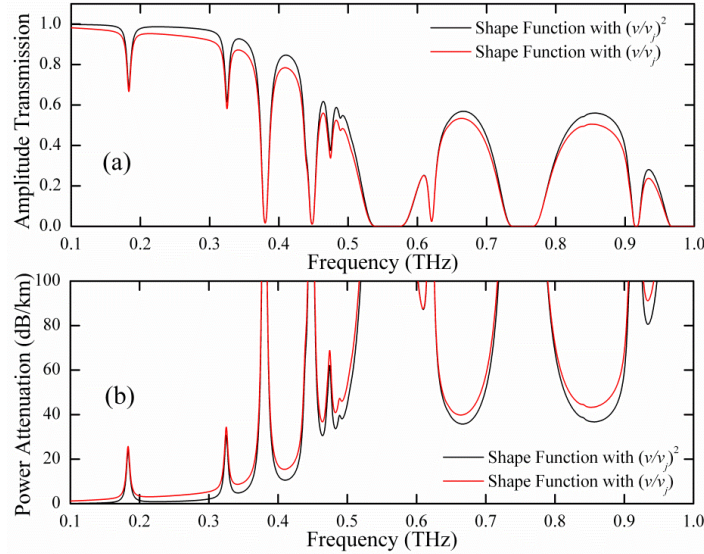 1.0
0.8
0.6
0.4
0.2
0.0
Amplitude Transmission
Shape Function with (v/v_j)^2
Shape Function with (v/v_j)
(a)
0.1 0.2 0.3 0.4 0.5 0.6 0.7 0.8 0.9 1.0
Frequency (THz)
100
80
60
40
20
0
Power Attenuation (dB/km)
(b)
Shape Function with (v/v_j)^2
Shape Function with (v/v_j)
0.1 0.2 0.3 0.4 0.5 0.6 0.7 0.8 0.9 1.0
Frequency (THz)